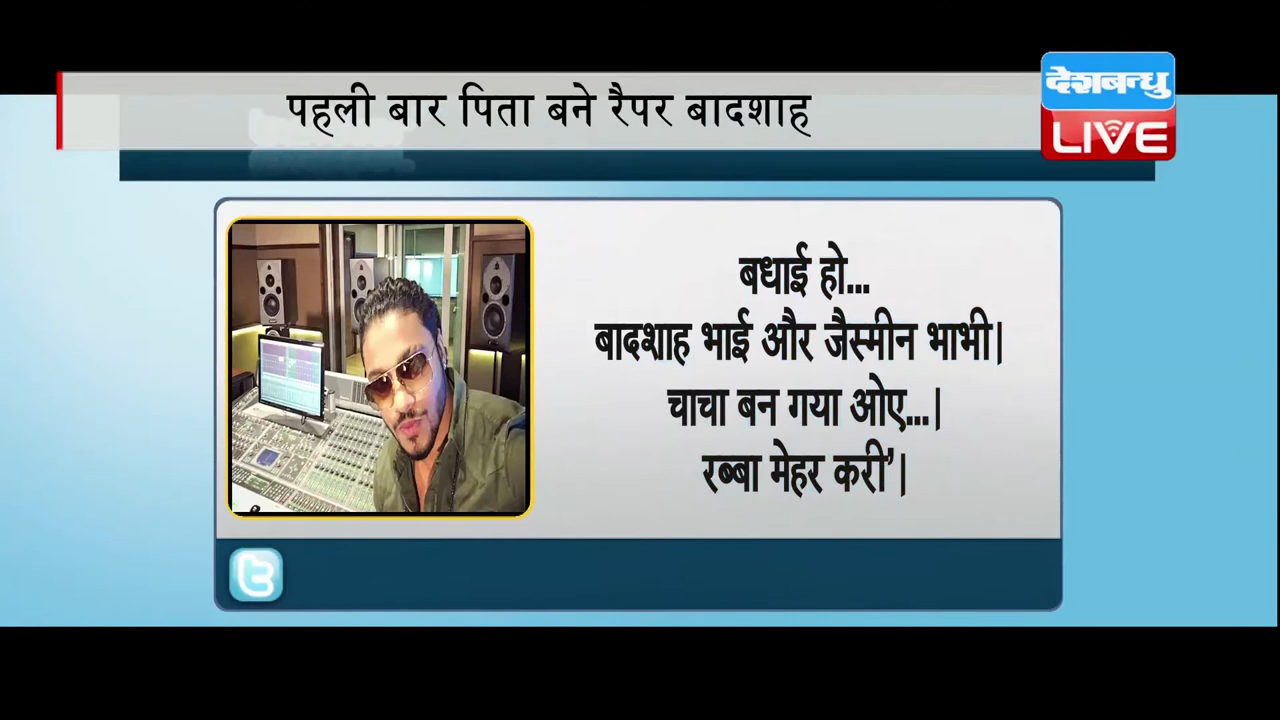 पहली बार पिता बने रैपर बादशाह
देशबन्धु
LIVE
बधाई हो...
बादशाह भाई और जैस्मीन भाभी|
चाचा बन गया ओए...|
रब्बा मेहर करी’|